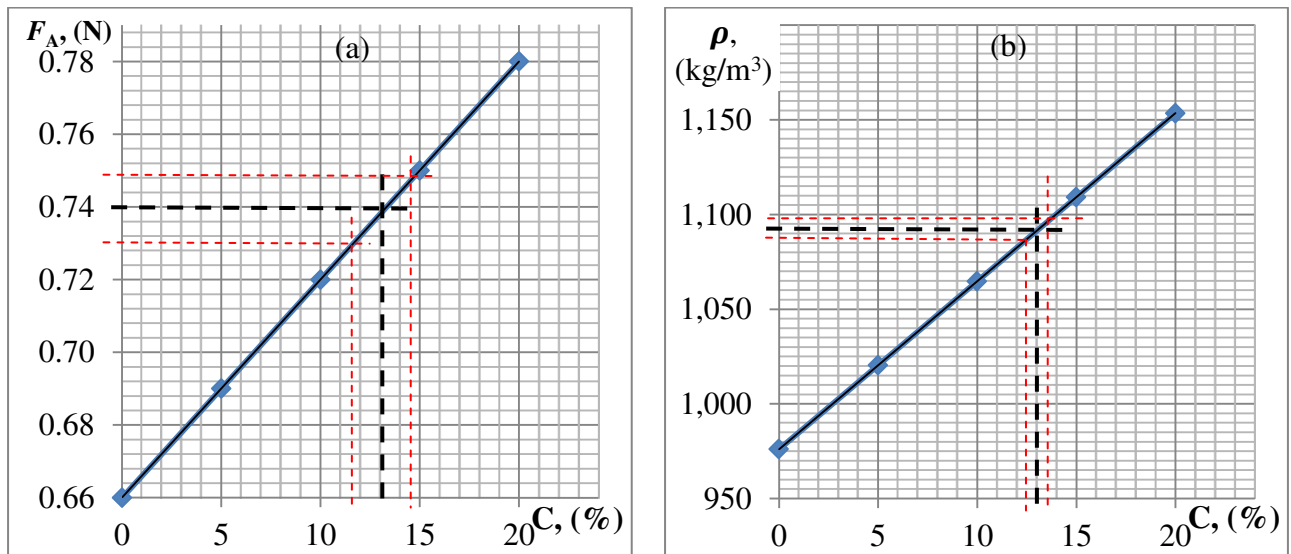 F_A, (N)
(a)
0.78
0.76
0.74
0.72
0.70
0.68
0.66
0 5 10 15 20 C, (%)
ρ,
(kg/m³)
(b)
1,150
1,100
1,050
1,000
950
0 5 10 15 20 C, (%)